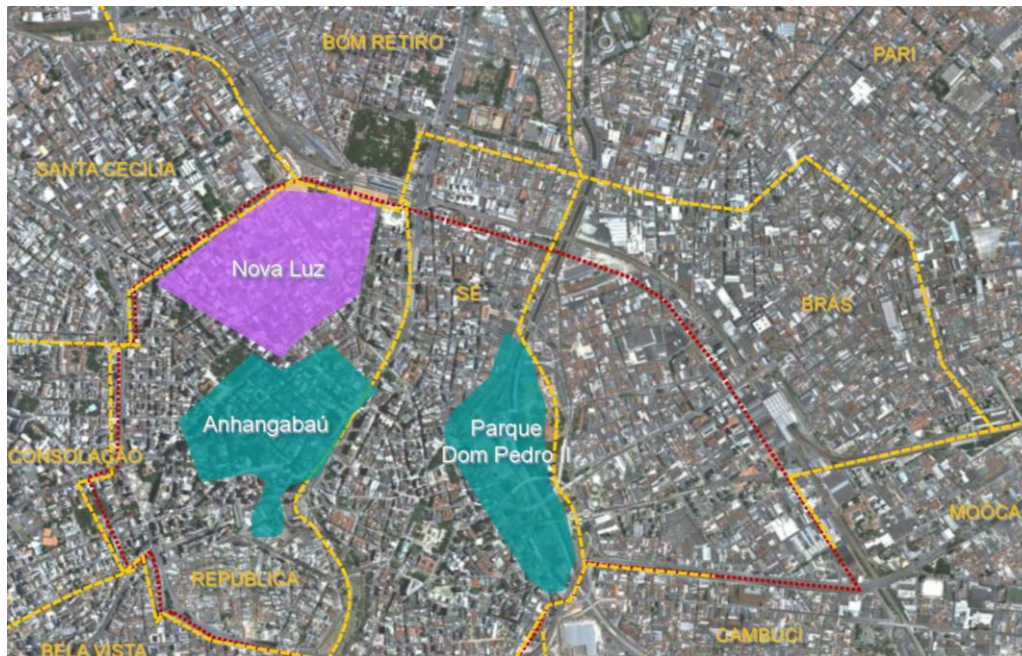 BOM RETIRO
PARI
SANTA CECÍLIA
Nova Luz
SÉ
BRÁS
Anhangabaú
Parque
Dom Pedro II
CONSOLAÇÃO
MOOCA
REPÚBLICA
CAMBUCI
BELA VISTA